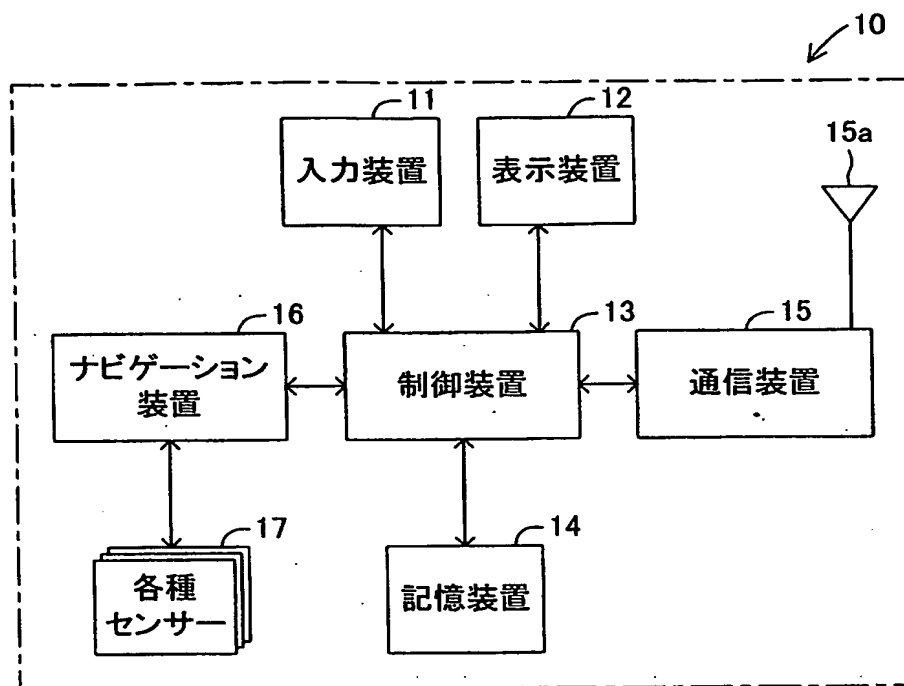 10
11
入力装置
12
表示装置
15a
16
ナビゲーション
装置
13
制御装置
15
通信装置
17
各種
センサー
14
記憶装置